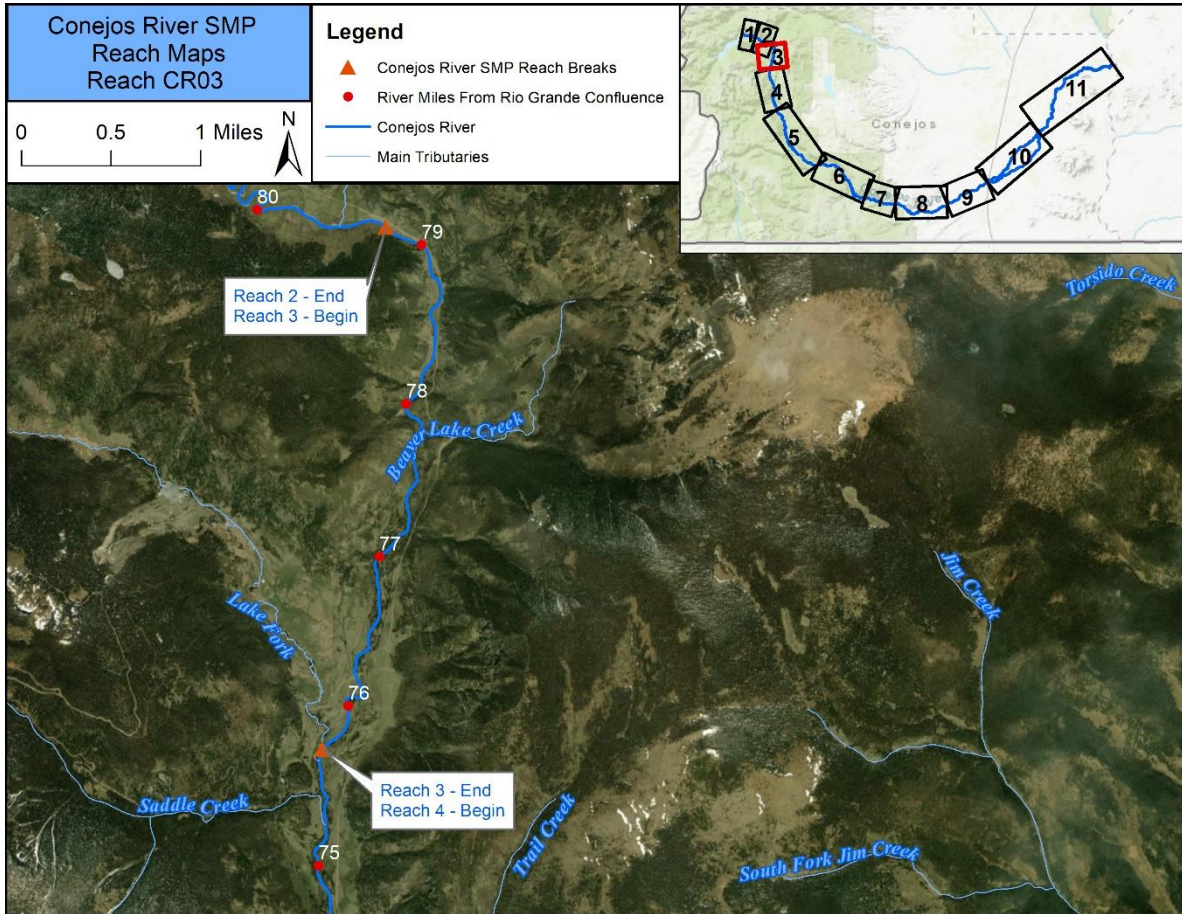 Conejos River SMP
Reach Maps
Reach CR03
0 0.5 1 Miles
N
Legend
Conejos River SMP Reach Breaks
River Miles From Rio Grande Confluence
Conejos River
Main Tributaries
1 2
3
4
5
6
7
8
9
10
11
Conejos
80
79
Reach 2 - End
Reach 3 - Begin
Torsido Creek
78
Beaver Lake Creek
77
Jim Creek
Lake Fork
76
Reach 3 - End
Reach 4 - Begin
Saddle Creek
Trail Creek
75
South Fork Jim Creek